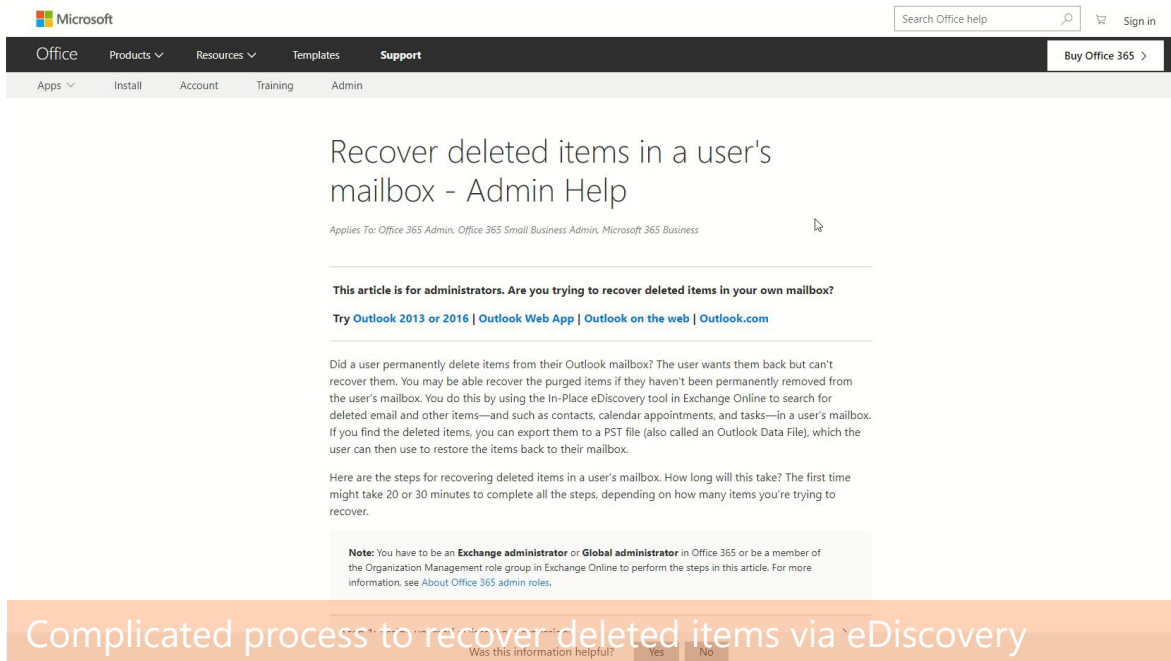 Microsoft
Search Office help
Sign in
Office Products Resources Templates Support
Buy Office 365
Apps Install Account Training Admin
Recover deleted items in a user's
mailbox - Admin Help
Applies To: Office 365 Admin, Office 365 Small Business Admin, Microsoft 365 Business
This article is for administrators. Are you trying to recover deleted items in your own mailbox?
Try Outlook 2013 or 2016 | Outlook Web App | Outlook on the web | Outlook.com
Did a user permanently delete items from their Outlook mailbox? The user wants them back but can't
recover them. You may be able recover the purged items if they haven't been permanently removed from
the user's mailbox. You do this by using the In-Place eDiscovery tool in Exchange Online to search for
deleted email and other items—and such as contacts, calendar appointments, and tasks—in a user's mailbox.
If you find the deleted items, you can export them to a PST file (also called an Outlook Data File), which the
user can then use to restore the items back to their mailbox.
Here are the steps for recovering deleted items in a user's mailbox. How long will this take? The first time
might take 20 or 30 minutes to complete all the steps, depending on how many items you're trying to
recover.
Note: You have to be an Exchange administrator or Global administrator in Office 365 or be a member of
the Organization Management role group in Exchange Online to perform the steps in this article. For more
information, see About Office 365 admin roles.
Complicated process to recover deleted items via eDiscovery
Was this information helpful? Yes No